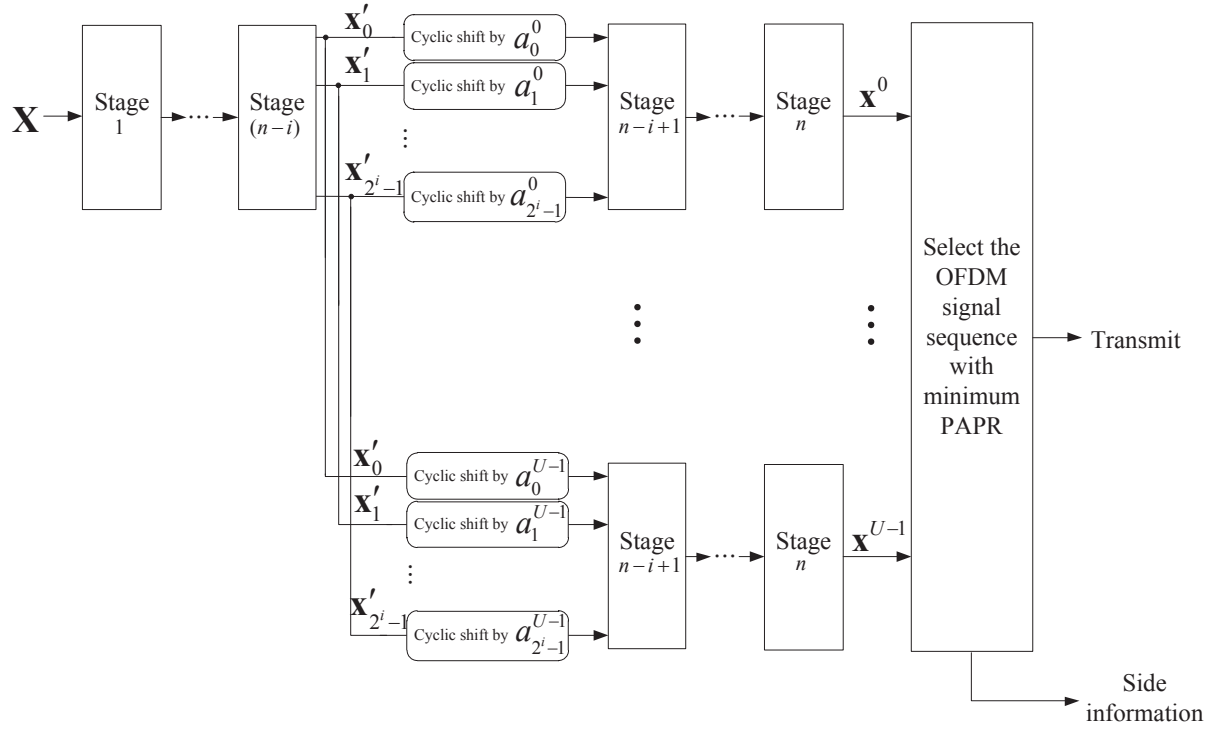 X
Stage
1
...
Stage
(n−i)
x′₀
x′₁
x′_{2^i−1}
Cyclic shift by a_0^0
Cyclic shift by a_1^0
⋮
Cyclic shift by a_{2^i−1}^0
Stage
n−i+1
...
Stage
n
x^0
⋮
⋮
x′₀
x′₁
x′_{2^i−1}
Cyclic shift by a_0^{U−1}
Cyclic shift by a_1^{U−1}
⋮
Cyclic shift by a_{2^i−1}^{U−1}
Stage
n−i+1
...
Stage
n
x^{U−1}
Select the
OFDM
signal
sequence
with
minimum
PAPR
Transmit
Side
information